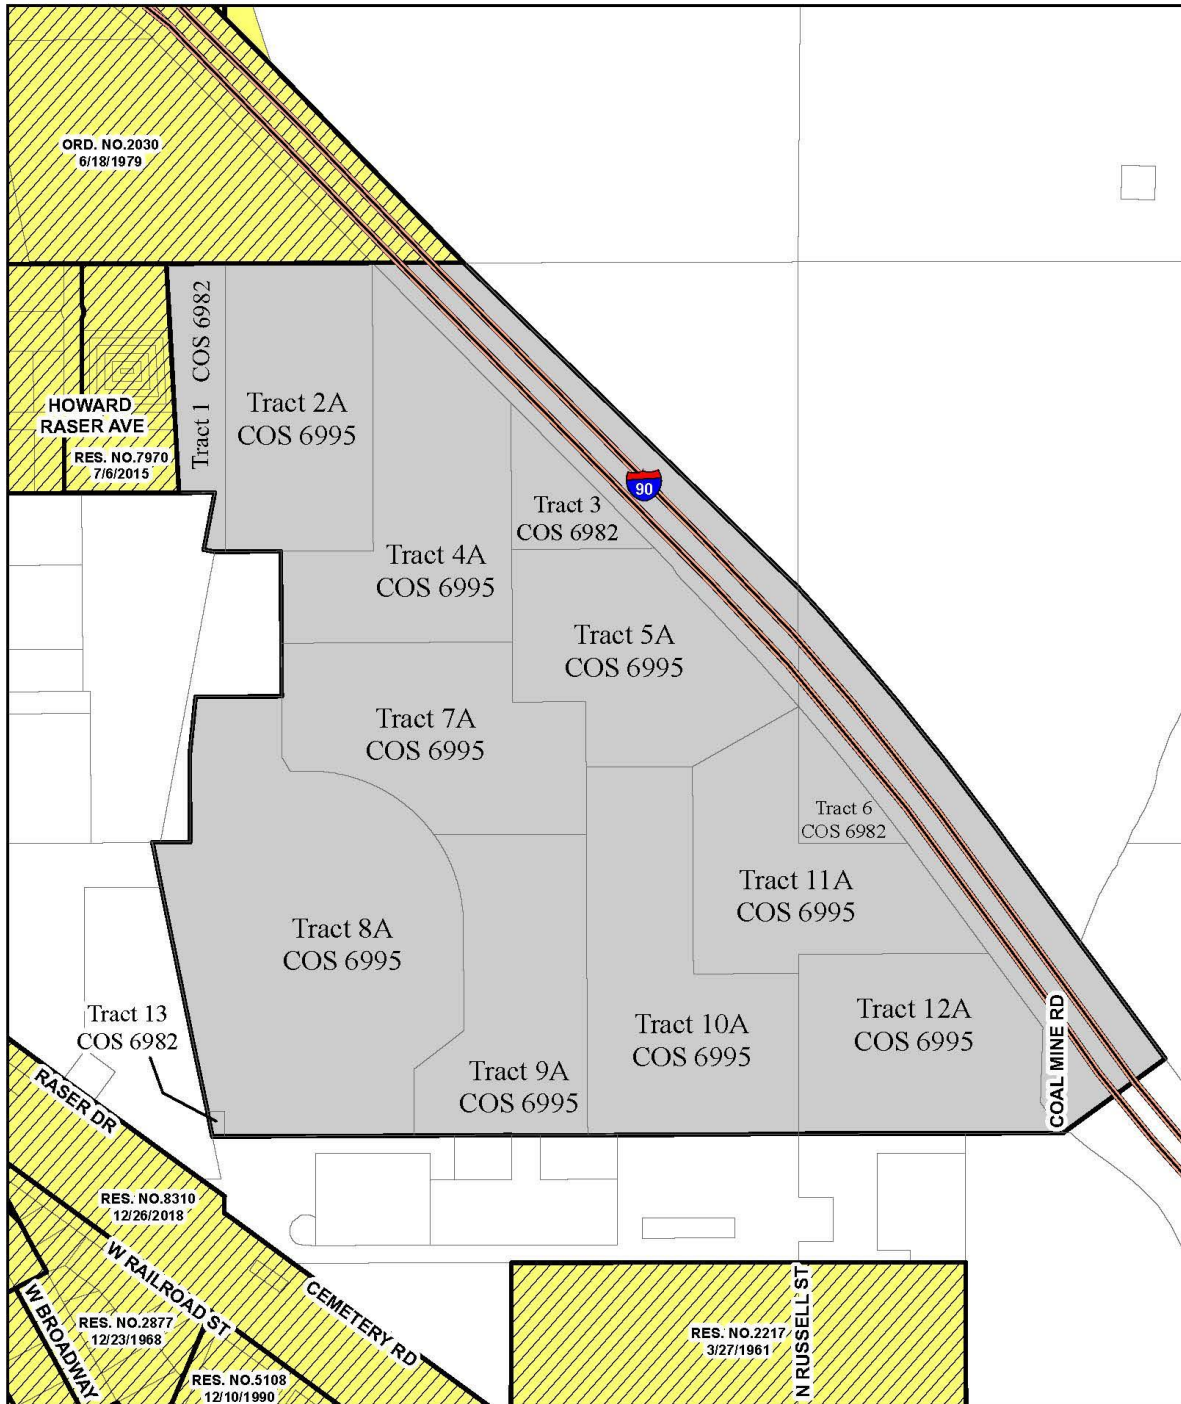 ORD. NO.2030
6/18/1979
Tract 1 COS 6982
Tract 2A
COS 6995
HOWARD
RASER AVE
RES. NO.7970
7/6/2015
90
Tract 3
COS 6982
Tract 4A
COS 6995
Tract 5A
COS 6995
Tract 7A
COS 6995
Tract 6
COS 6982
Tract 11A
COS 6995
Tract 8A
COS 6995
Tract 13
COS 6982
Tract 12A
COS 6995
Tract 10A
COS 6995
Tract 9A
COS 6995
COAL MINE RD
RASER DR
RES. NO.8310
12/26/2018
W RAILROAD ST
CEMETERY RD
W BROADWAY
RES. NO.2877
12/23/1968
RES. NO.5108
12/10/1990
RES. NO.2217
3/27/1961
N RUSSELL ST